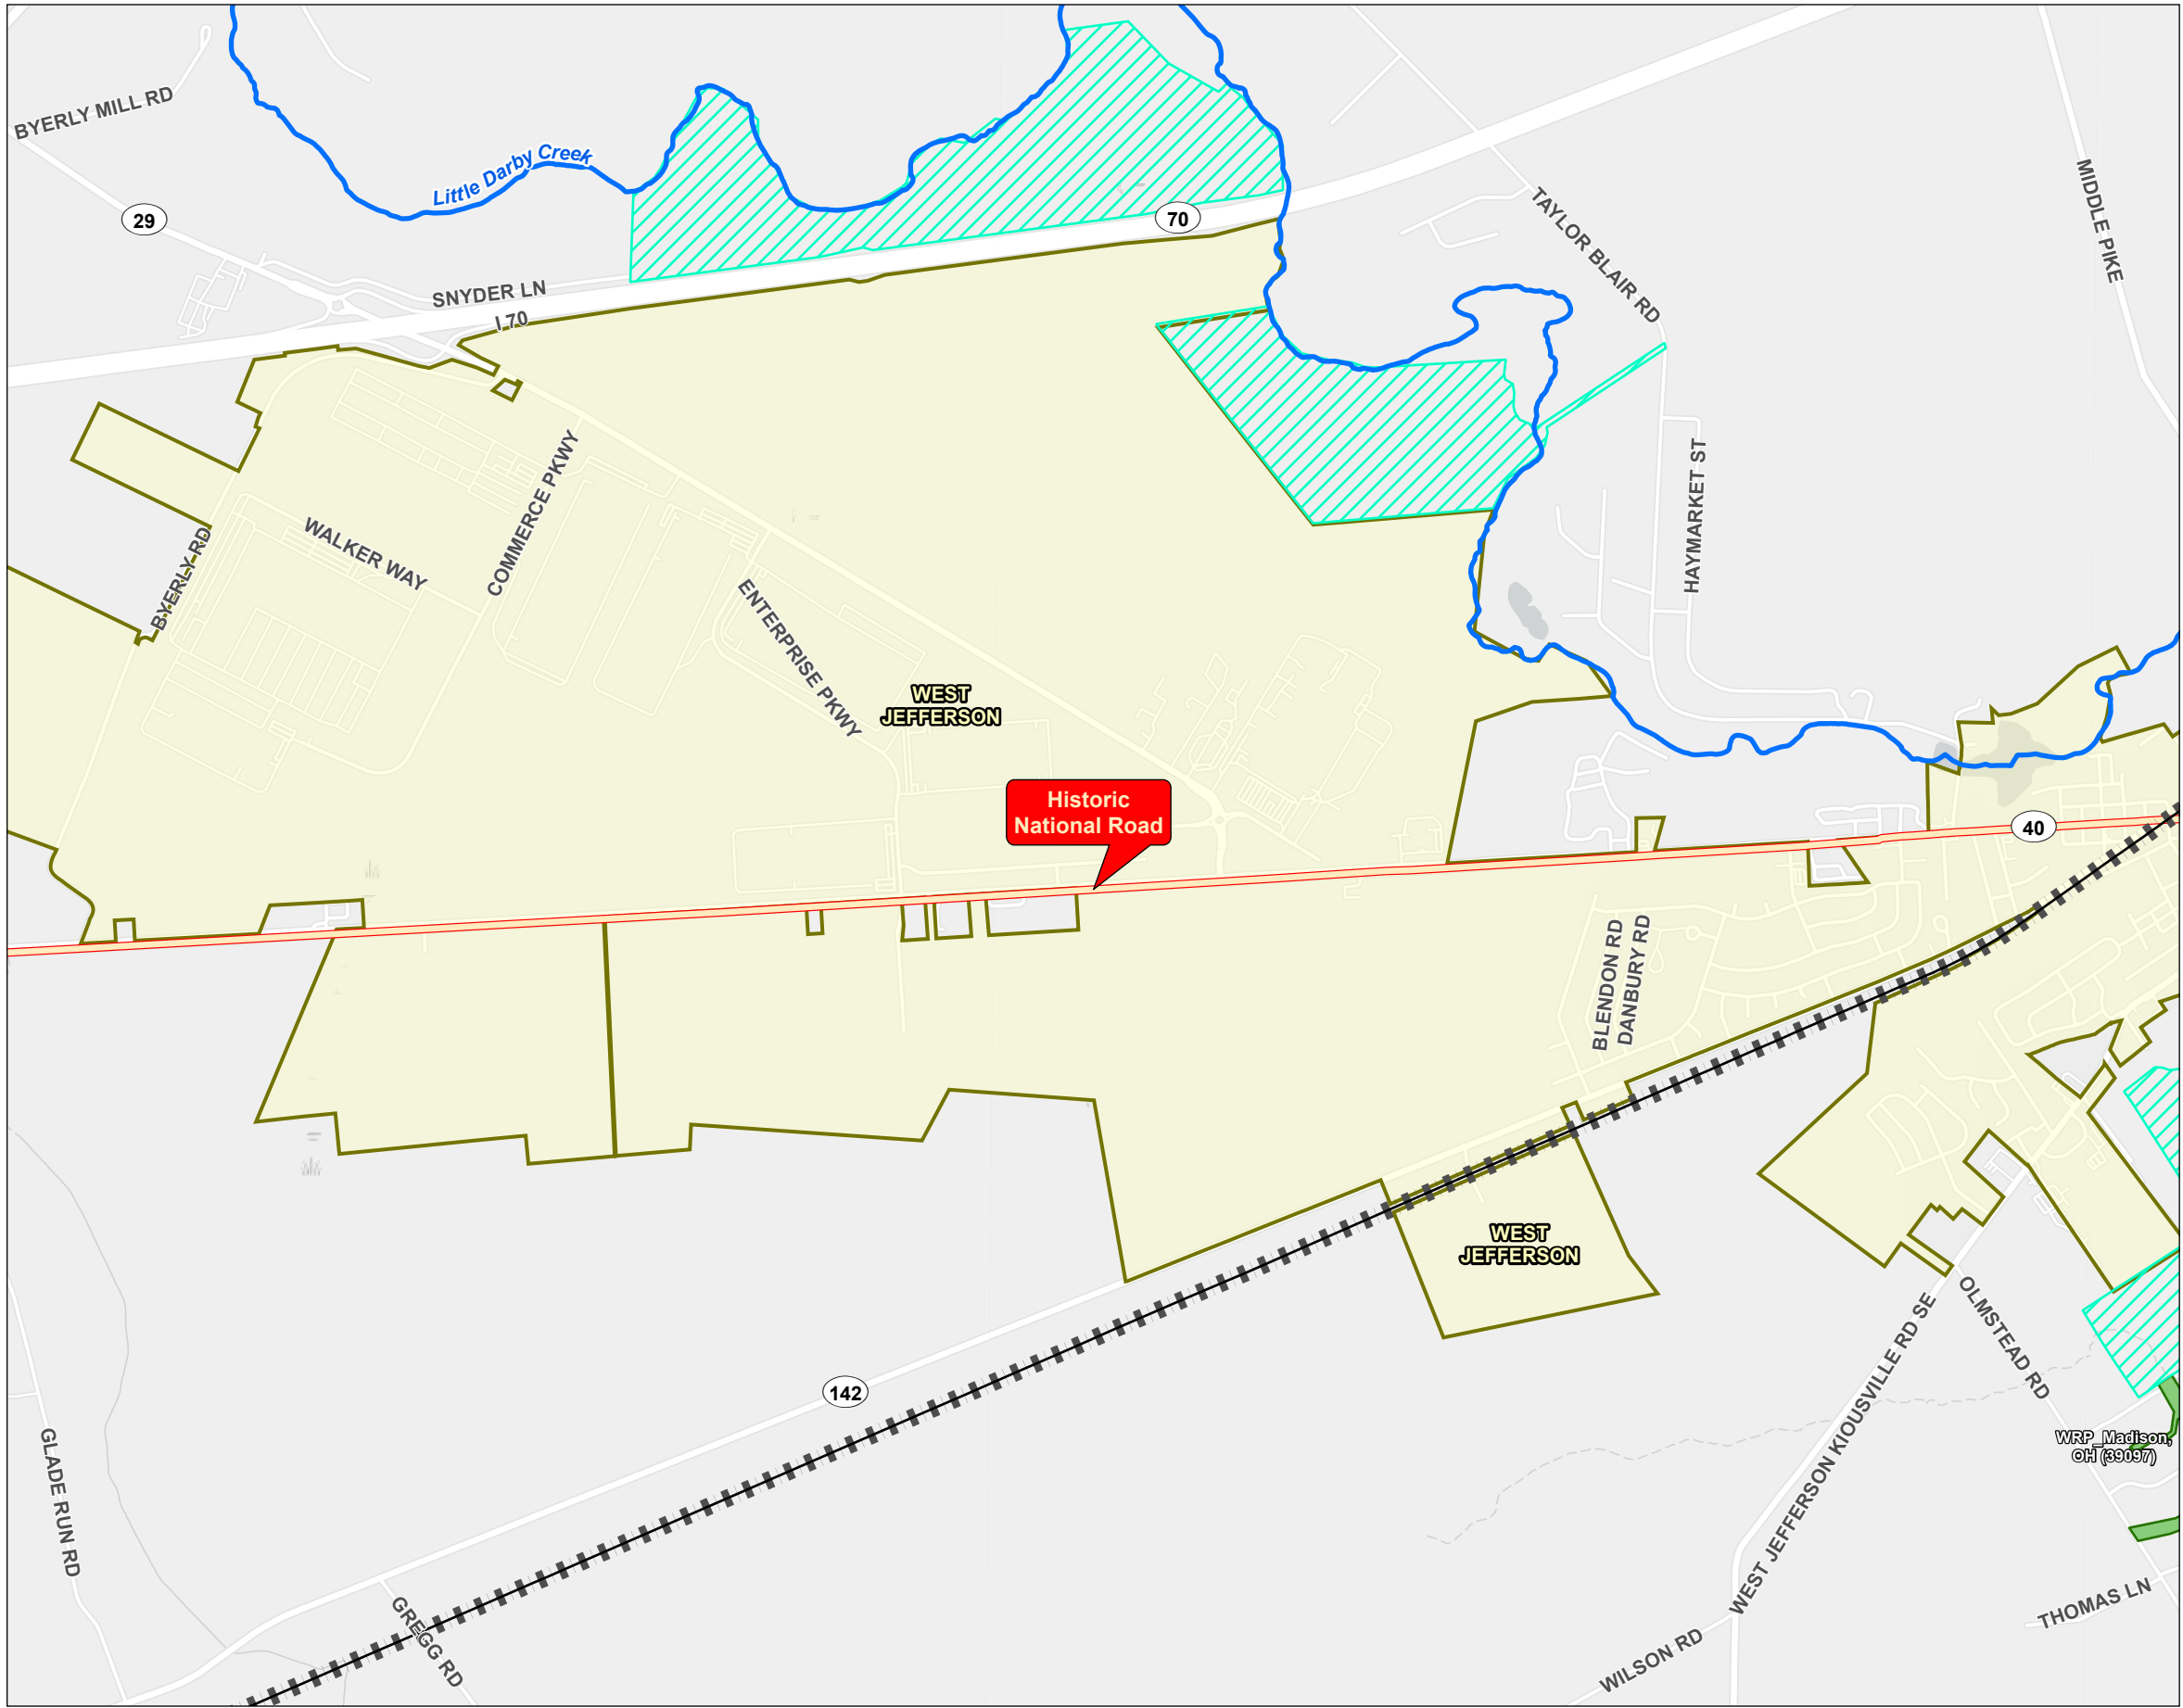 BYERLY MILL RD
Little Darby Creek
29
70
SNYDER LN
I 70
TAYLOR BLAIR RD
MIDDLE PIKE
HAYMARKET ST
COMMERCE PKWY
WALKER WAY
BYERLY RD
ENTERPRISE PKWY
WEST
JEFFERSON
Historic
National Road
40
BLENDON RD
DANBURY RD
WEST
JEFFERSON
142
OLMSTEAD RD
WEST JEFFERSON KIOUSVILLE RD SE
WRP_Madison,
OH (39097)
GLADE RUN RD
GREGG RD
THOMAS LN
WILSON RD